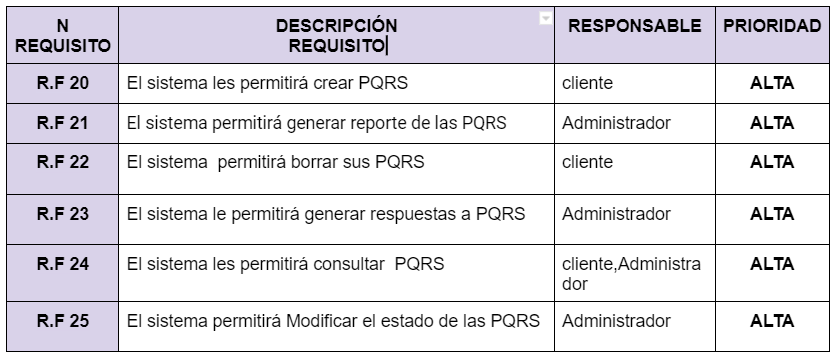 N DESCRIPCIÓN RESPONSABLE PRIORIDAD
REQUISITO REQUISITO
R.F 20 El sistema les permitirá crear PQRS cliente ALTA
R.F 21 El sistema permitirá generar reporte de las PQRS Administrador ALTA
R.F 22 El sistema permitirá borrar sus PQRS cliente ALTA
R.F 23 El sistema le permitirá generar respuestas a PQRS Administrador ALTA
R.F 24 El sistema les permitirá consultar PQRS cliente,Administra ALTA
dor
R.F 25 El sistema permitirá Modificar el estado de las PQRS Administrador ALTA